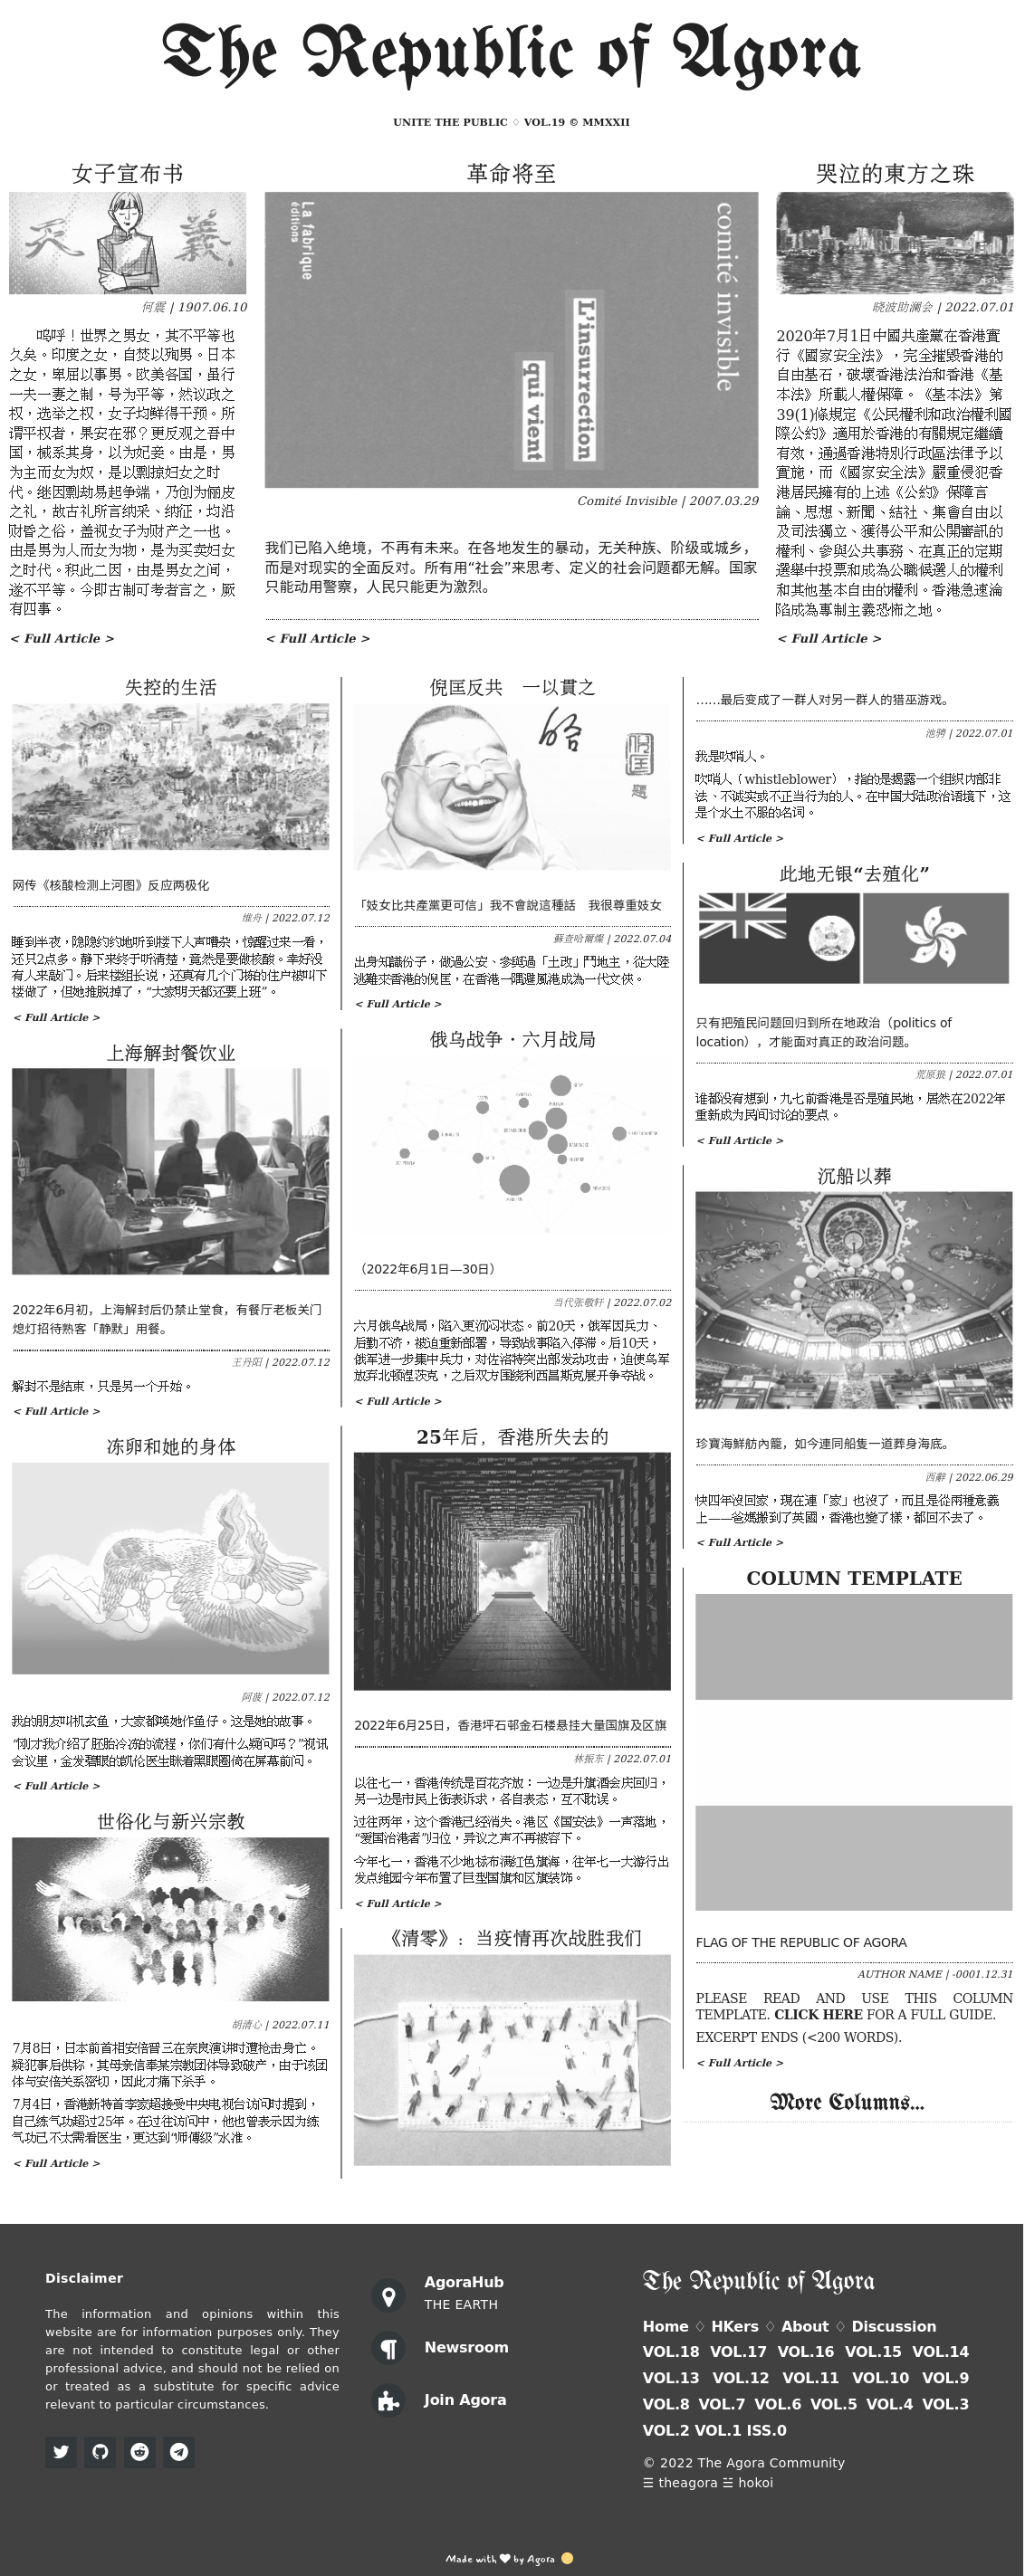 The Republic of Agora
UNITE THE PUBLIC ♢ VOL.19 © MMXXII
女子宣布书
天 義
何震 | 1907.06.10
呜呼！世界之男女，其不平等也
久矣。印度之女，自焚以殉男。日本
之女，卑屈以事男。欧美各国，虽行
一夫一妻之制，号为平等，然议政之
权，选举之权，女子均鲜得干预。所
谓平权者，果安在邪？更反观之吾中
国，械系其身，以为妃妾。由是，男
为主而女为奴，是以剽掠妇女之时
代。继因剽劫易起争端，乃创为俪皮
之礼，故古礼所言纳采、纳征，均沿
财昏之俗，盖视女子为财产之一也。
由是男为人而女为物，是为买卖妇女
之时代。积此二因，由是男女之间，
遂不平等。今即古制可考者言之，厥
有四事。
< Full Article >
革命将至
La fabrique
éditions
comité invisible
L'insurrection
qui vient
Comité Invisible | 2007.03.29
我们已陷入绝境，不再有未来。在各地发生的暴动，无关种族、阶级或城乡，
而是对现实的全面反对。所有用“社会”来思考、定义的社会问题都无解。国家
只能动用警察，人民只能更为激烈。
< Full Article >
哭泣的東方之珠
晓波助澜会 | 2022.07.01
2020年7月1日中國共產黨在香港實
行《國家安全法》，完全摧毀香港的
自由基石，破壞香港法治和香港《基
本法》所載人權保障。《基本法》第
39(1)條規定《公民權利和政治權利國
際公約》適用於香港的有關規定繼續
有效，通過香港特別行政區法律予以
實施，而《國家安全法》嚴重侵犯香
港居民擁有的上述《公約》保障言
論、思想、新聞、結社、集會自由以
及司法獨立、獲得公平和公開審訊的
權利、參與公共事務、在真正的定期
選舉中投票和成為公職候選人的權利
和其他基本自由的權利。香港急速淪
陷成為專制主義恐怖之地。
< Full Article >
失控的生活
网传《核酸检测上河图》反应两极化
维舟 | 2022.07.12
睡到半夜，隐隐约约地听到楼下人声嘈杂，惊醒过来一看，
还只2点多。静下来终于听清楚，竟然是要做核酸。幸好没
有人来敲门。后来楼组长说，还真有几个门栋的住户被叫下
楼做了，但她推脱掉了，“大家明天都还要上班”。
< Full Article >
上海解封餐饮业
2022年6月初，上海解封后仍禁止堂食，有餐厅老板关门
熄灯招待熟客「静默」用餐。
王丹阳 | 2022.07.12
解封不是结束，只是另一个开始。
< Full Article >
冻卵和她的身体
阿菠 | 2022.07.12
我的朋友叫机玄鱼，大家都唤她作鱼仔。这是她的故事。
“刚才我介绍了胚胎冷冻的流程，你们有什么疑问吗？”视讯
会议里，金发碧眼的凯伦医生眯着黑眼圈倚在屏幕前问。
< Full Article >
世俗化与新兴宗教
胡清心 | 2022.07.11
7月8日，日本前首相安倍晋三在奈良演讲时遭枪击身亡。
疑犯事后供称，其母亲信奉某宗教团体导致破产，由于该团
体与安倍关系密切，因此才痛下杀手。
7月4日，香港新特首李家超接受中央电视台访问时提到，
自己练气功超过25年。在过往访问中，他也曾表示因为练
气功己不太需看医生，更达到“师傅级”水准。
< Full Article >
倪匡反共　一以貫之
「妓女比共產黨更可信」我不會說這種話　我很尊重妓女
蘇查哈爾燦 | 2022.07.04
出身知識份子，做過公安、參與過「土改」鬥地主，從大陸
逃難來香港的倪匡，在香港一隅避風港成為一代文俠。
< Full Article >
俄乌战争・六月战局
（2022年6月1日—30日）
当代张敬轩 | 2022.07.02
六月俄乌战局，陷入更沉闷状态。前20天，俄军因兵力、
后勤不济，被迫重新部署，导致战事陷入停滞。后10天，
俄军进一步集中兵力，对佐洛特突出部发动攻击，迫使乌军
放弃北顿涅茨克，之后双方围绕利西昌斯克展开争夺战。
< Full Article >
25年后，香港所失去的
2022年6月25日，香港坪石邨金石楼悬挂大量国旗及区旗
林振东 | 2022.07.01
以往七一，香港传统是百花齐放：一边是升旗酒会庆回归，
另一边是市民上街表诉求，各自表态，互不耽误。
过往两年，这个香港已经消失。港区《国安法》一声落地，
“爱国治港者”归位，异议之声不再被容下。
今年七一，香港不少地标布满红色旗海，往年七一大游行出
发点维园今年布置了巨型国旗和区旗装饰。
< Full Article >
《清零》：当疫情再次战胜我们
……最后变成了一群人对另一群人的猎巫游戏。
池骋 | 2022.07.01
我是吹哨人。
吹哨人（whistleblower），指的是揭露一个组织内部非
法、不诚实或不正当行为的人。在中国大陆政治语境下，这
是个水土不服的名词。
< Full Article >
此地无银“去殖化”
只有把殖民问题回归到所在地政治（politics of
location），才能面对真正的政治问题。
荒原狼 | 2022.07.01
谁都没有想到，九七前香港是否是殖民地，居然在2022年
重新成为民间讨论的要点。
< Full Article >
沉船以葬
珍寶海鮮舫內籠，如今連同船隻一道葬身海底。
西辭 | 2022.06.29
快四年沒回家，現在連「家」也沒了，而且是從兩種意義
上——爸媽搬到了英國，香港也變了樣，都回不去了。
< Full Article >
COLUMN TEMPLATE
FLAG OF THE REPUBLIC OF AGORA
AUTHOR NAME | -0001.12.31
PLEASE READ AND USE THIS COLUMN
TEMPLATE. CLICK HERE FOR A FULL GUIDE.
EXCERPT ENDS (<200 WORDS).
< Full Article >
More Columns...
Disclaimer
The information and opinions within this
website are for information purposes only. They
are not intended to constitute legal or other
professional advice, and should not be relied on
or treated as a substitute for specific advice
relevant to particular circumstances.
AgoraHub
THE EARTH
Newsroom
Join Agora
The Republic of Agora
Home ♢ HKers ♢ About ♢ Discussion
VOL.18 VOL.17 VOL.16 VOL.15 VOL.14
VOL.13 VOL.12 VOL.11 VOL.10 VOL.9
VOL.8 VOL.7 VOL.6 VOL.5 VOL.4 VOL.3
VOL.2 VOL.1 ISS.0
© 2022 The Agora Community
☰ theagora ☱ hokoi
Made with ❤ by Agora